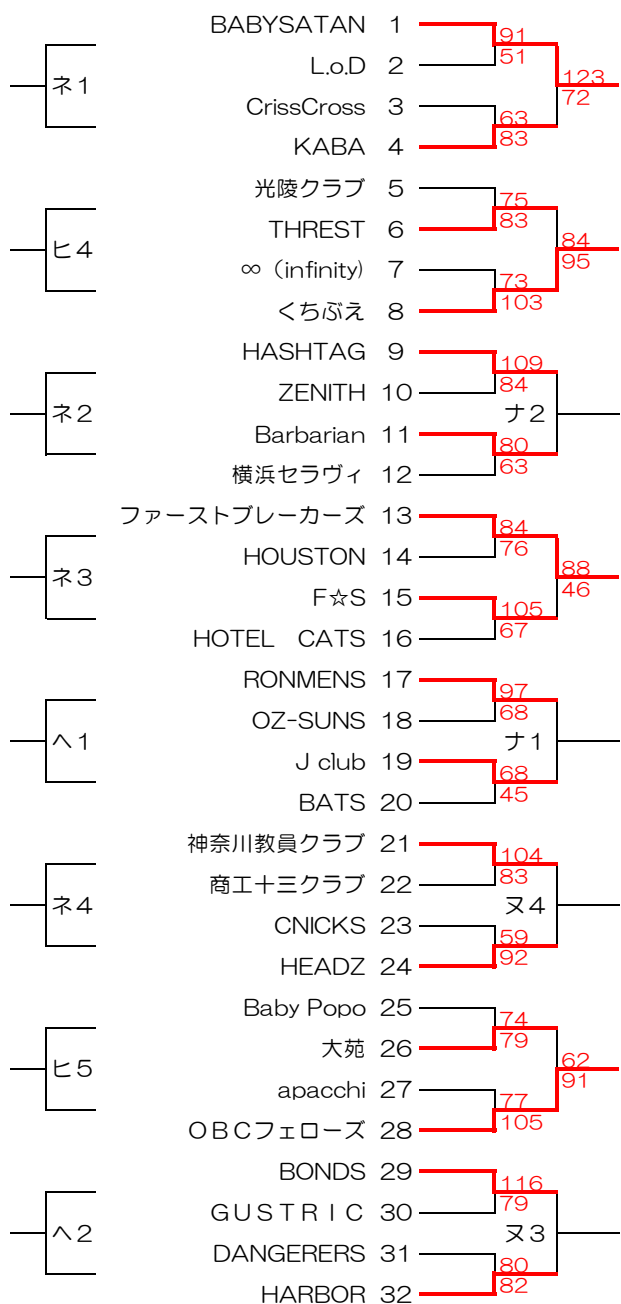 BABYSATAN 1
91
51
L.o.D 2
ネ1
123
72
CrissCross 3
63
83
KABA 4
光陵クラブ 5
75
83
THREST 6
ヒ4
84
95
∞（infinity) 7
73
103
くちぶえ 8
HASHTAG 9
109
84
ZENITH 10
ネ2
ナ2
Barbarian 11
80
63
横浜セラヴィ 12
ファーストブレーカーズ 13
84
76
HOUSTON 14
ネ3
88
46
F☆S 15
105
67
HOTEL　CATS 16
RONMENS 17
97
68
OZ-SUNS 18
ヘ1
ナ1
J club 19
68
45
BATS 20
神奈川教員クラブ 21
104
83
商工十三クラブ 22
ネ4
ヌ4
CNICKS 23
59
92
HEADZ 24
Baby Popo 25
74
79
大苑 26
ヒ5
62
91
apacchi 27
77
105
ＯＢＣフェローズ 28
BONDS 29
116
79
ＧＵＳＴＲＩＣ 30
ヘ2
ヌ3
DANGERERS 31
80
82
HARBOR 32